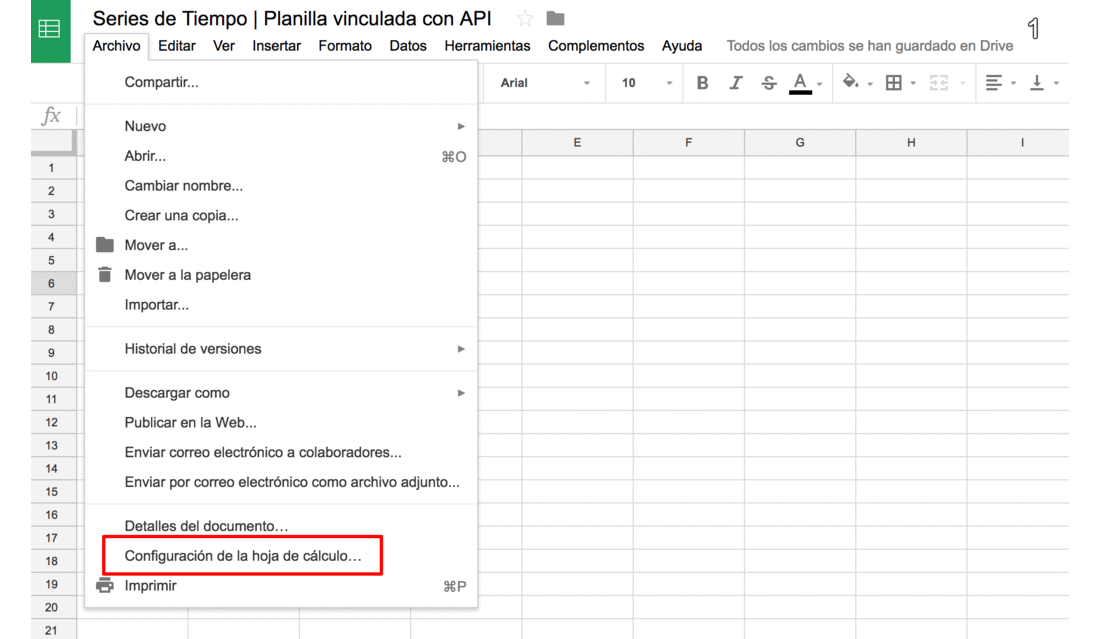 Series de Tiempo | Planilla vinculada con API
1
Archivo Editar Ver Insertar Formato Datos Herramientas Complementos Ayuda Todos los cambios se han guardado en Drive
Compartir...
Arial 10 B I S A
fx
Nuevo
E F G H I
Abrir... ⌘O
1
Cambiar nombre...
2
Crear una copia...
3
Mover a...
4
5
Mover a la papelera
6
Importar...
7
8
Historial de versiones
9
10
Descargar como
11
Publicar en la Web...
12
Enviar correo electrónico a colaboradores...
13
14
Enviar por correo electrónico como archivo adjunto...
15
16
Detalles del documento...
17
Configuración de la hoja de cálculo...
18
Imprimir ⌘P
19
20
21